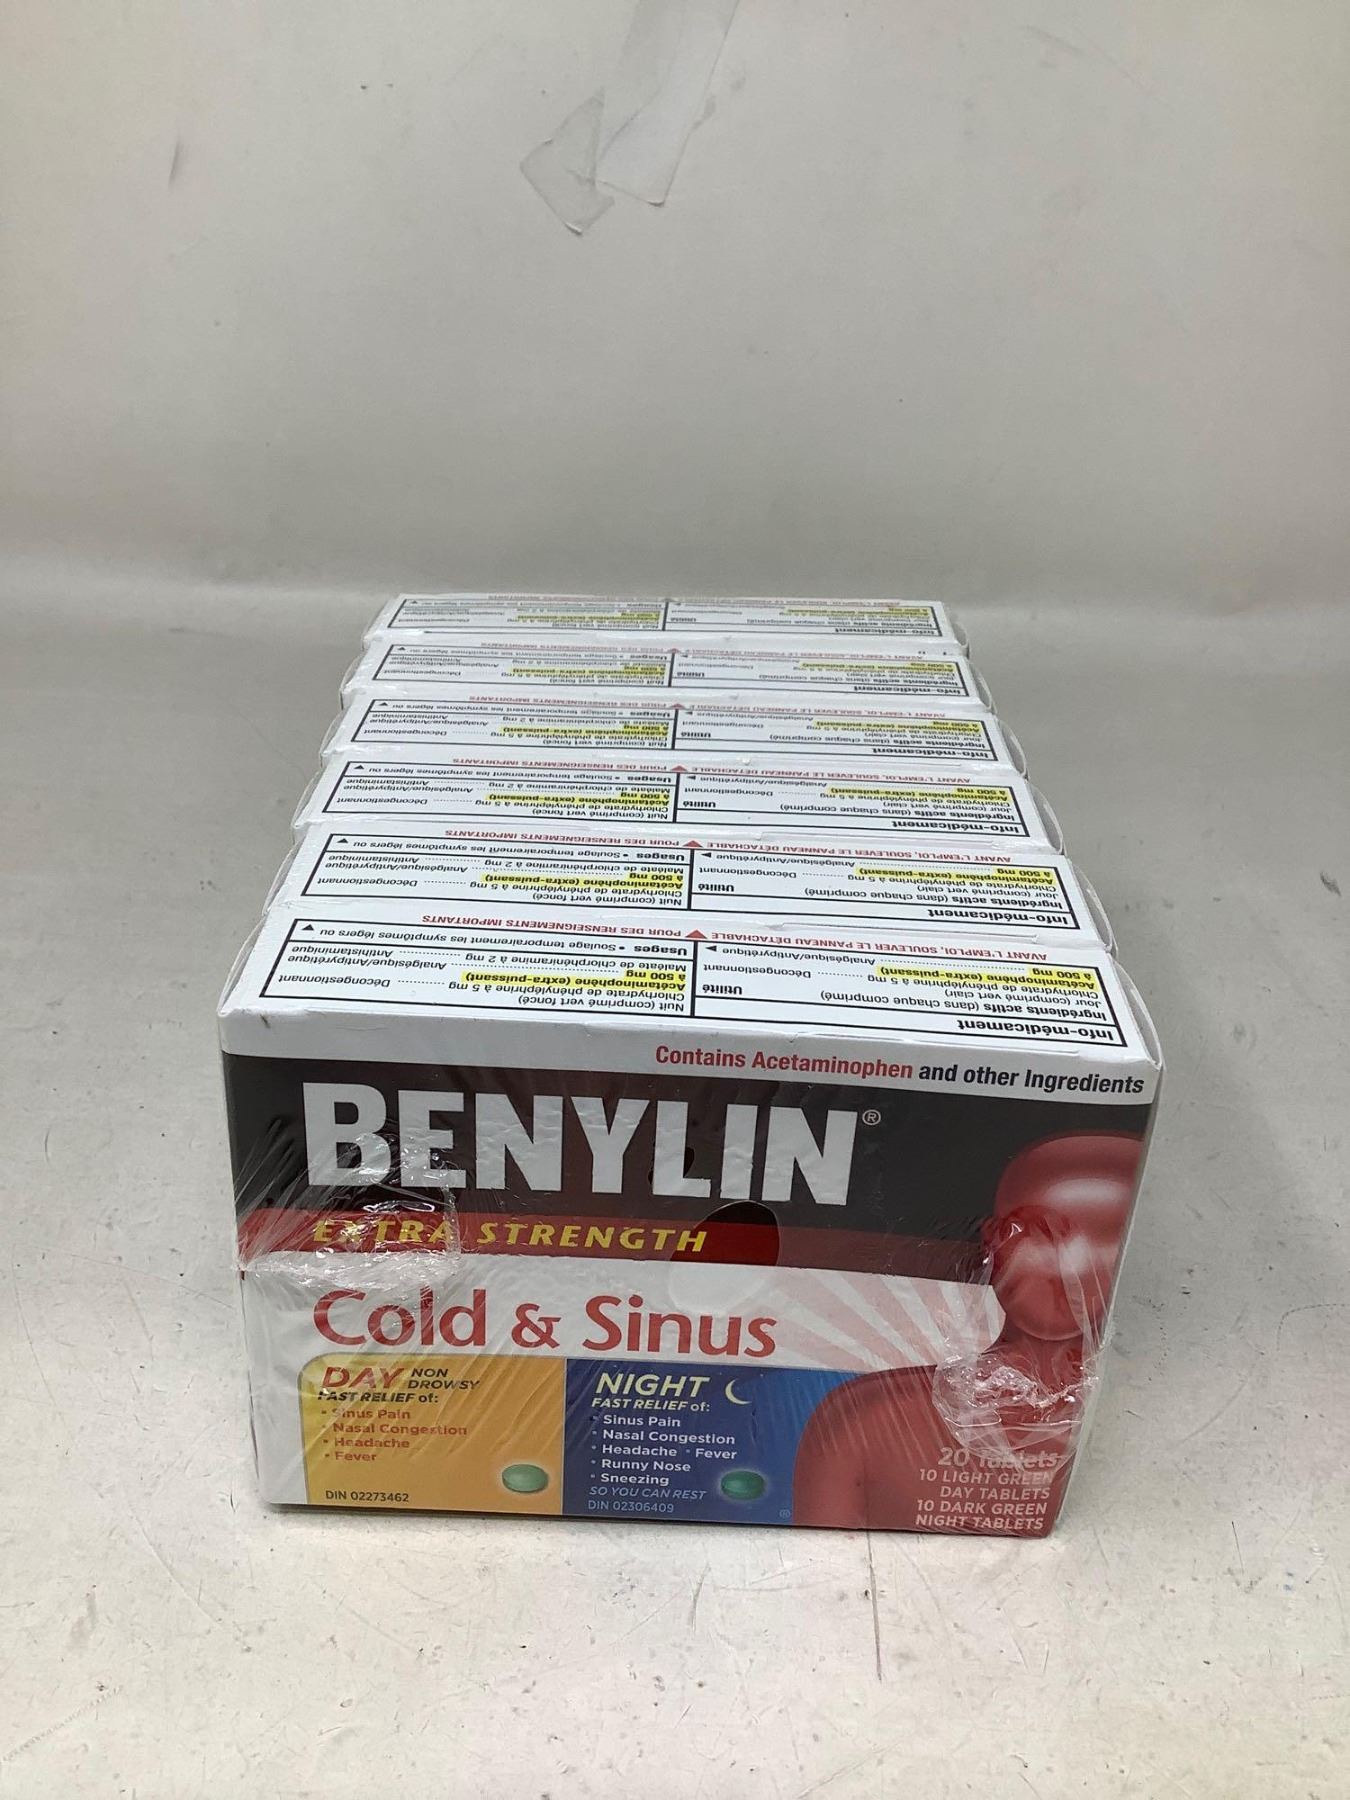 Info-médicament
Ingrédients actifs (dans chaque comprimé)
Jour (comprimé vert clair)
Utilité
Chlorhydrate de phényléphrine à 5 mg .......... Décongestionnant
Acétaminophène (extra-puissant)
à 500 mg .......... Analgésique/Antipyrétique
Nuit (comprimé vert foncé)
Chlorhydrate de phényléphrine à 5 mg .......... Décongestionnant
Acétaminophène (extra-puissant)
à 500 mg .......... Analgésique/Antipyrétique
Maléate de chlorphéniramine à 2 mg .......... Antihistaminique
Usages • Soulage temporairement les symptômes légers ou
AVANT L'EMPLOI, SOULEVER LE PANNEAU DÉTACHABLE POUR DES RENSEIGNEMENTS IMPORTANTS
Contains Acetaminophen and other Ingredients
BENYLIN®
EXTRA STRENGTH
Cold & Sinus
DAY NON DROWSY
FAST RELIEF of:
• Sinus Pain
• Nasal Congestion
• Headache
• Fever
DIN 02273462
NIGHT
FAST RELIEF of:
• Sinus Pain
• Nasal Congestion
• Headache • Fever
• Runny Nose
• Sneezing
SO YOU CAN REST
DIN 02306409
®
20 Tablets
10 LIGHT GREEN
DAY TABLETS
10 DARK GREEN
NIGHT TABLETS